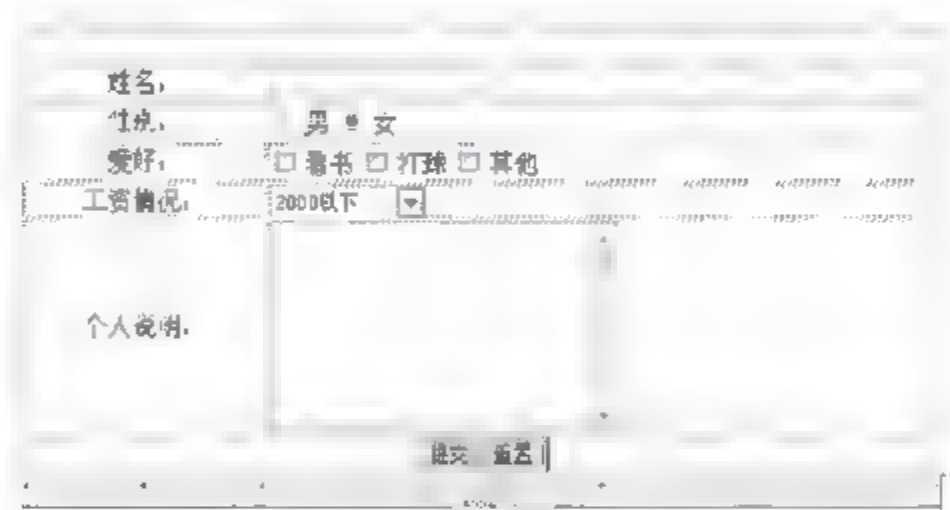 姓名：
性别： 男 女
爱好： 看书 打球 其他
工资情况： 2000以下
个人说明：
提交 重置